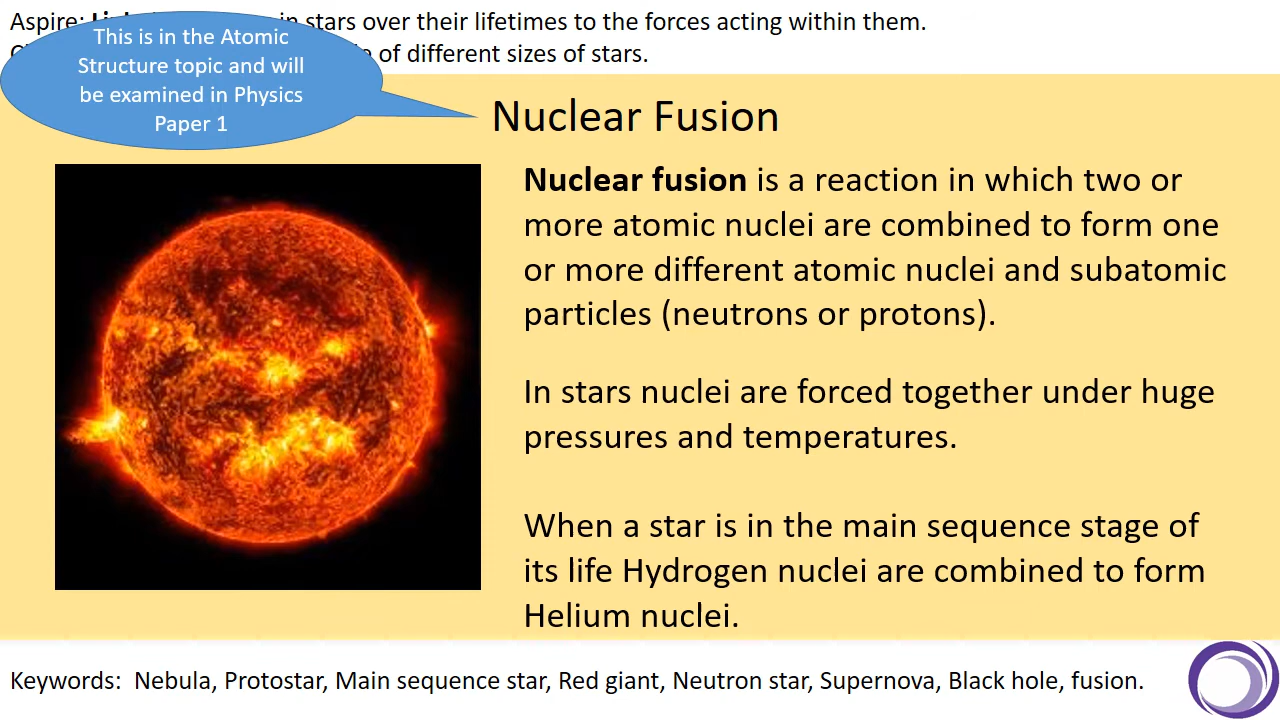 Aspire: in stars over their lifetimes to the forces acting within them.
of different sizes of stars.
This is in the Atomic
Structure topic and will
be examined in Physics
Paper 1
Nuclear Fusion
Nuclear fusion is a reaction in which two or
more atomic nuclei are combined to form one
or more different atomic nuclei and subatomic
particles (neutrons or protons).
In stars nuclei are forced together under huge
pressures and temperatures.
When a star is in the main sequence stage of
its life Hydrogen nuclei are combined to form
Helium nuclei.
Keywords: Nebula, Protostar, Main sequence star, Red giant, Neutron star, Supernova, Black hole, fusion.